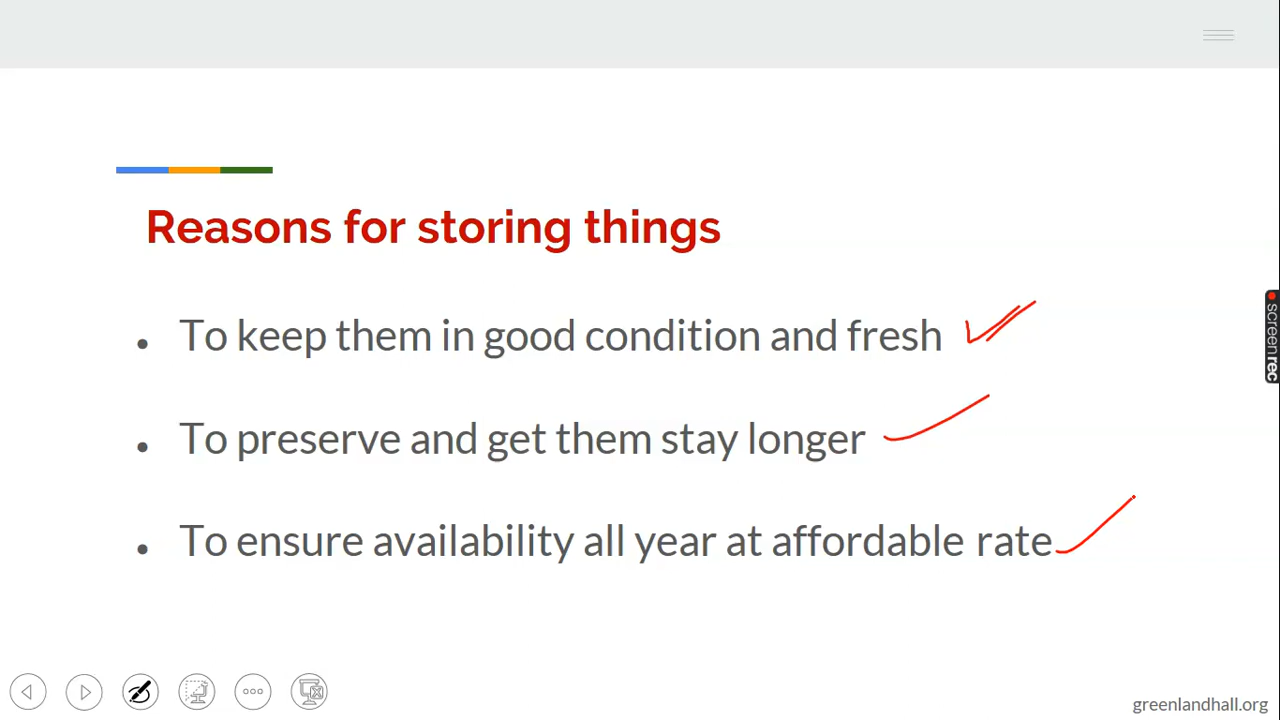 Reasons for storing things
To keep them in good condition and fresh
To preserve and get them stay longer
To ensure availability all year at affordable rate
screenrec
greenlandhall.org